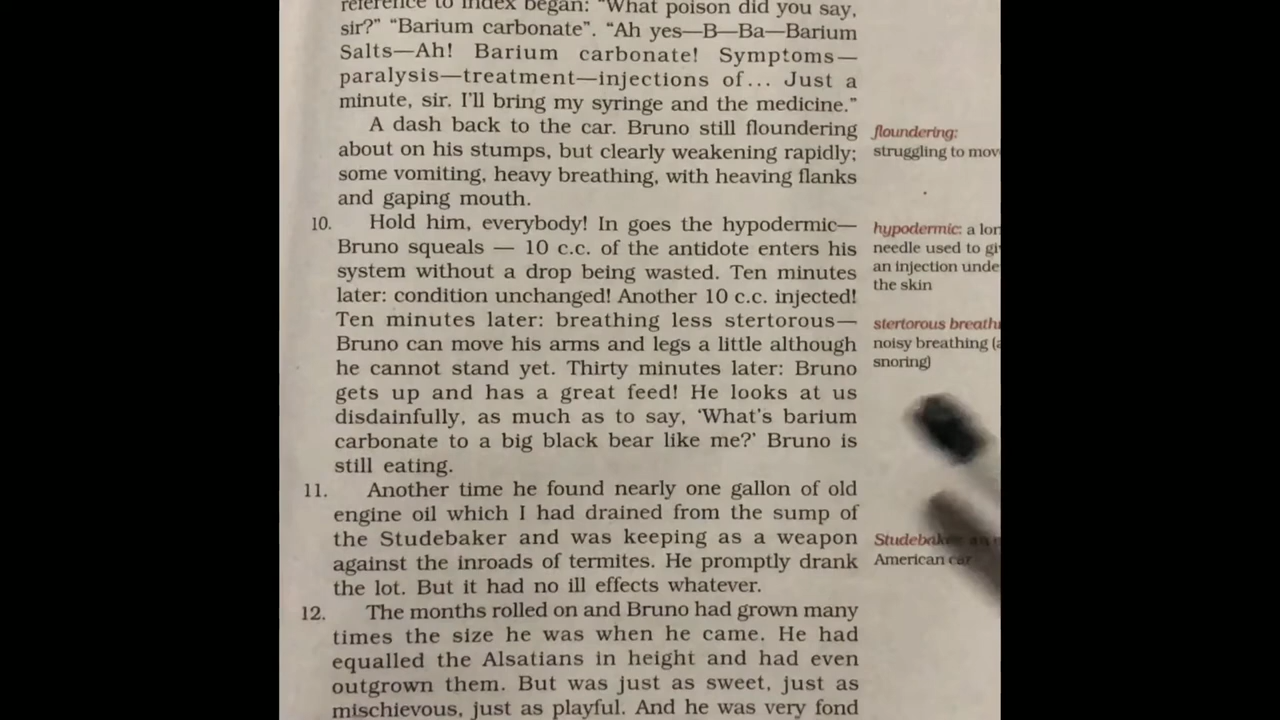 reference to index began: "What poison did you say,
sir?" "Barium carbonate". "Ah yes—B—Ba—Barium
Salts—Ah! Barium carbonate! Symptoms—
paralysis—treatment—injections of... Just a
minute, sir. I'll bring my syringe and the medicine."
A dash back to the car. Bruno still floundering
about on his stumps, but clearly weakening rapidly;
some vomiting, heavy breathing, with heaving flanks
and gaping mouth.
floundering:
struggling to mov
10. Hold him, everybody! In goes the hypodermic—
Bruno squeals — 10 c.c. of the antidote enters his
system without a drop being wasted. Ten minutes
later: condition unchanged! Another 10 c.c. injected!
Ten minutes later: breathing less stertorous—
Bruno can move his arms and legs a little although
he cannot stand yet. Thirty minutes later: Bruno
gets up and has a great feed! He looks at us
disdainfully, as much as to say, 'What's barium
carbonate to a big black bear like me?' Bruno is
still eating.
hypodermic: a lon
needle used to gi
an injection unde
the skin
stertorous breath
noisy breathing (a
snoring)
11. Another time he found nearly one gallon of old
engine oil which I had drained from the sump of
the Studebaker and was keeping as a weapon
against the inroads of termites. He promptly drank
the lot. But it had no ill effects whatever.
Studebaker
American car
12. The months rolled on and Bruno had grown many
times the size he was when he came. He had
equalled the Alsatians in height and had even
outgrown them. But was just as sweet, just as
mischievous, just as playful. And he was very fond